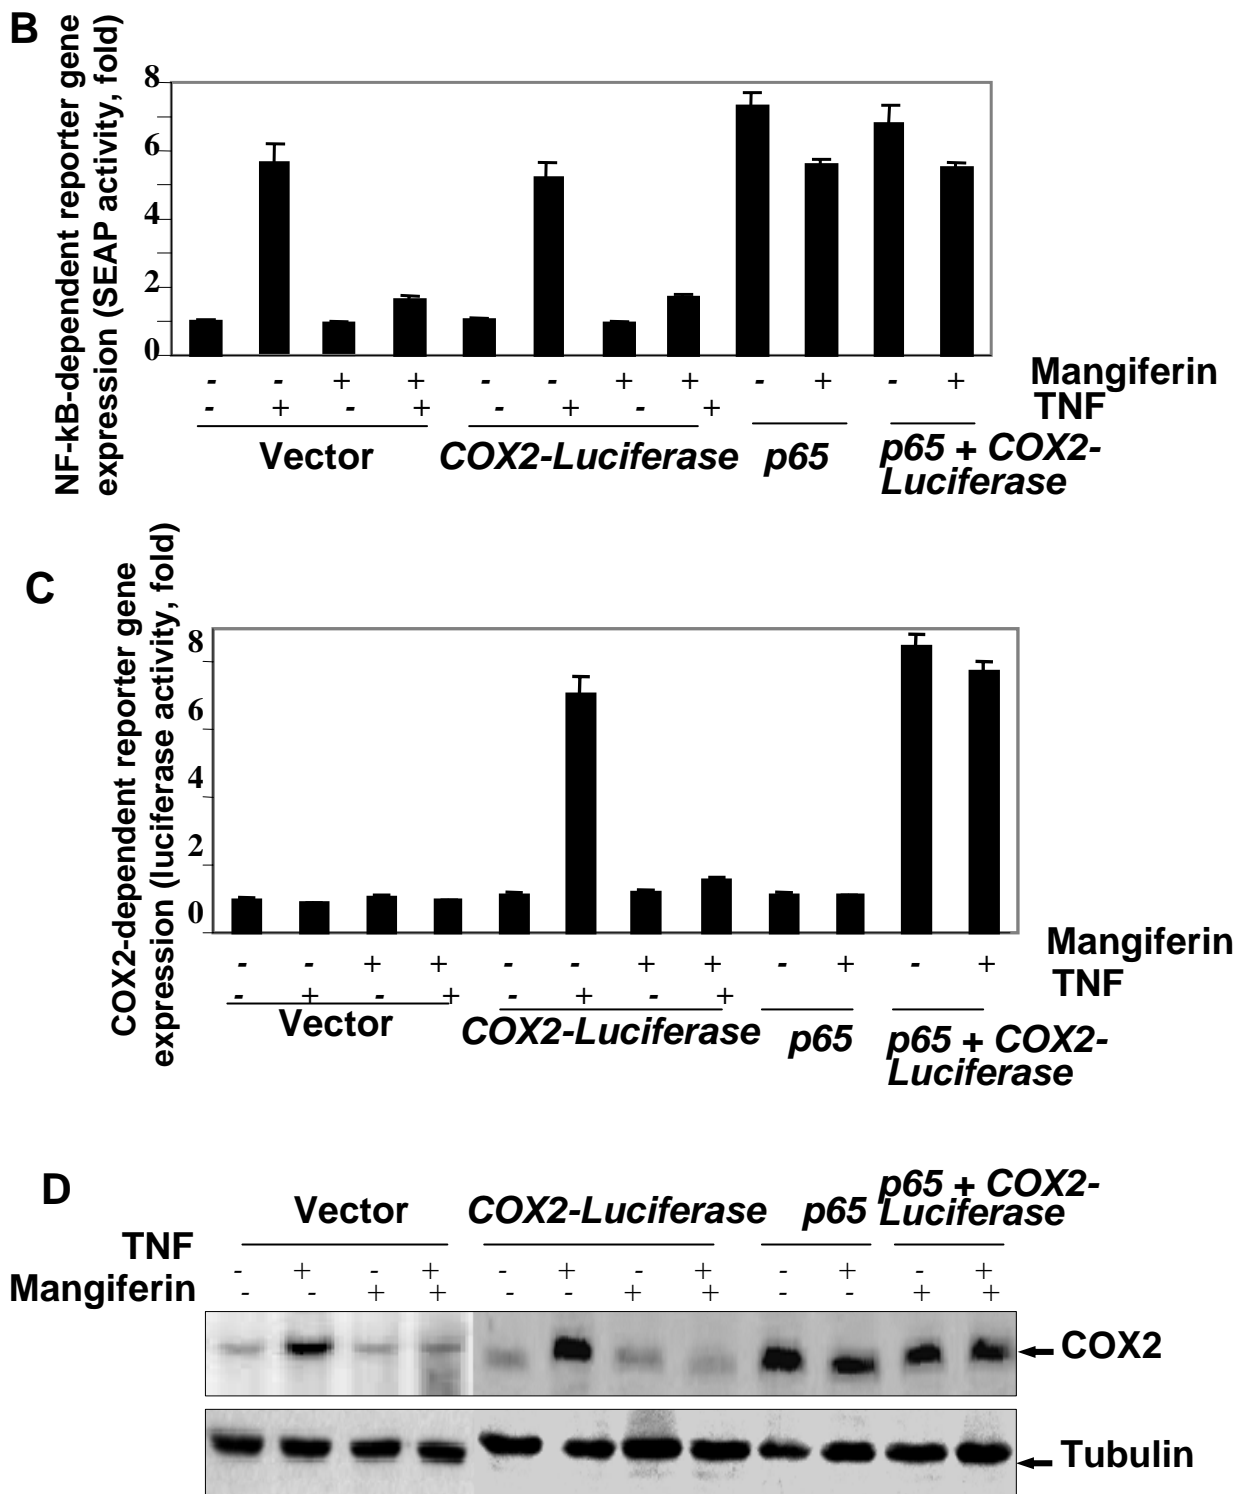 B
NF-kB-dependent reporter gene
expression (SEAP activity, fold)
8
6
4
2
0
- - + + - - + + - + - + Mangiferin
- + - + - + - + TNF
Vector COX2-Luciferase p65 p65 + COX2-
Luciferase
C
COX2-dependent reporter gene
expression (luciferase activity, fold)
8
6
4
2
0
- - + + - - + + - + - + Mangiferin
- + - + - + - + TNF
Vector COX2-Luciferase p65 p65 + COX2-
Luciferase
D
Vector COX2-Luciferase p65 p65 + COX2-
Luciferase
TNF - + - + - + - + - + - +
Mangiferin - - + + - - + + - - + +
COX2
Tubulin